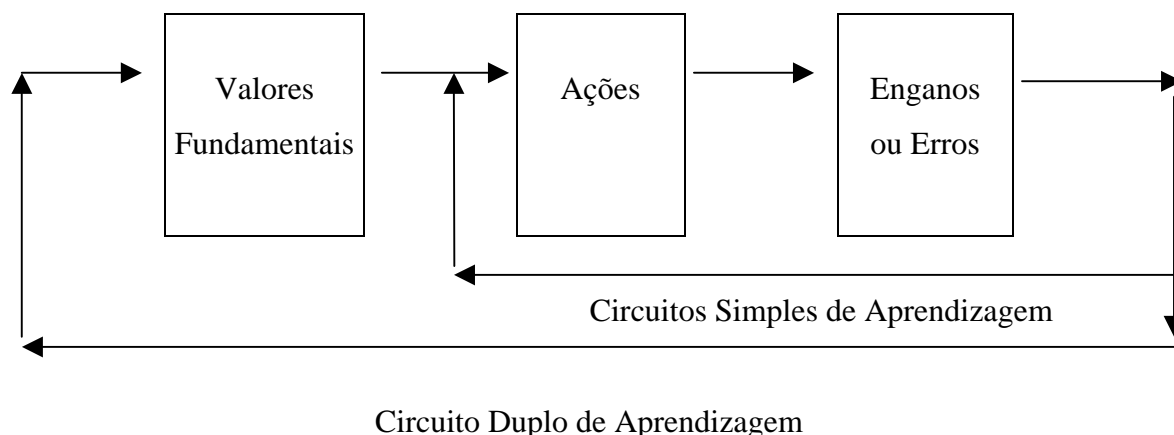 Valores
Fundamentais
Ações
Enganos
ou Erros
Circuitos Simples de Aprendizagem
Circuito Duplo de Aprendizagem